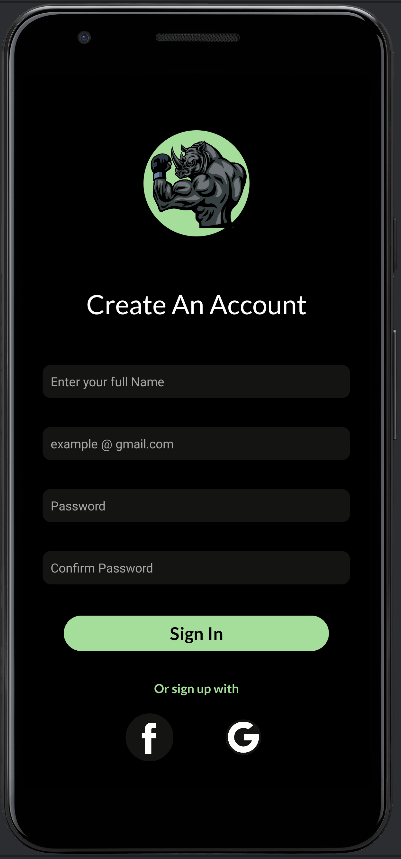 Create An Account
Enter your full Name
example @ gmail.com
Password
Confirm Password
Sign In
Or sign up with
f
G